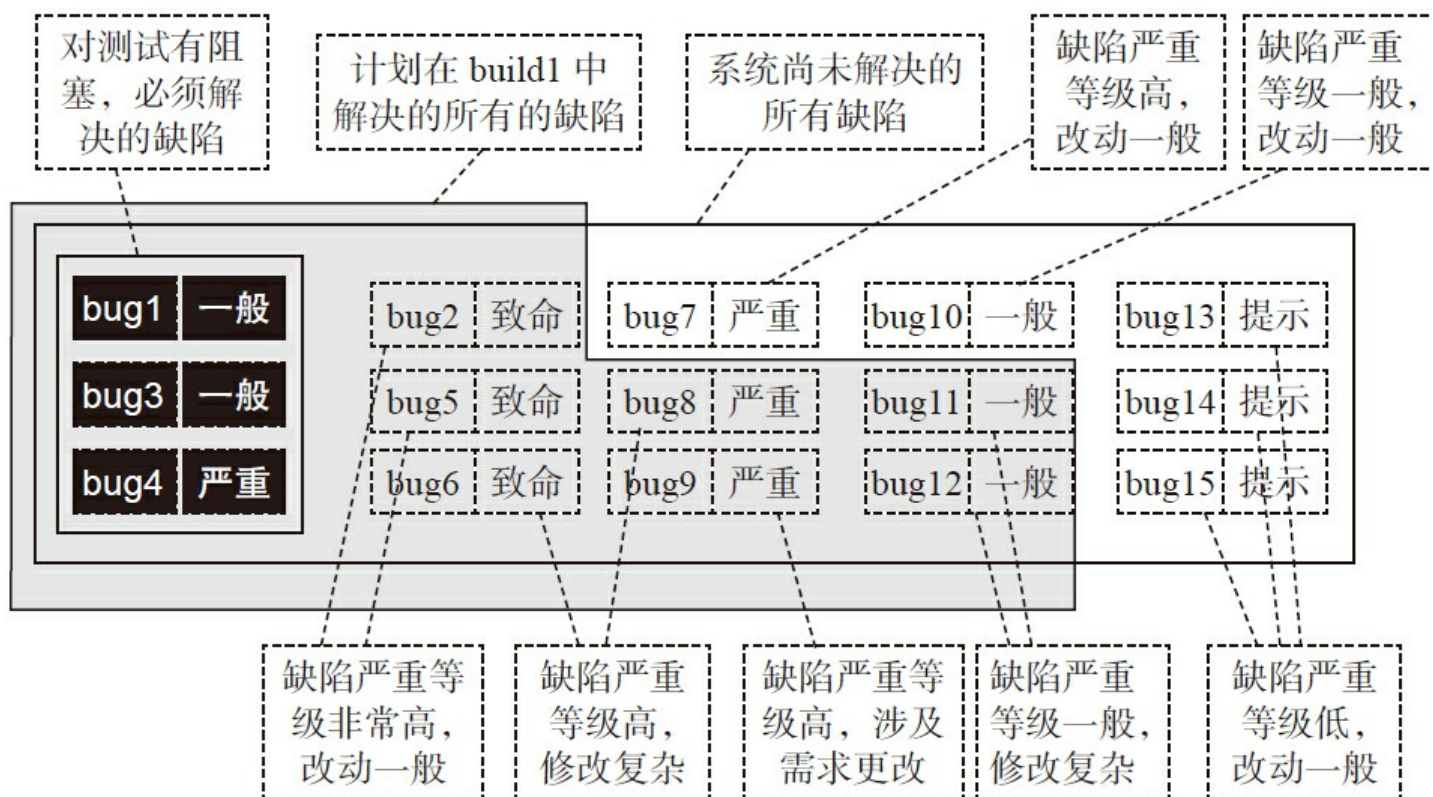 对测试有阻
塞，必须解
决的缺陷
计划在 build1 中
解决的所有的缺陷
系统尚未解决的
所有缺陷
缺陷严重
等级高，
改动一般
缺陷严重
等级一般，
改动一般
bug1 一般
bug2 致命
bug7 严重
bug10 一般
bug13 提示
bug3 一般
bug5 致命
bug8 严重
bug11 一般
bug14 提示
bug4 严重
bug6 致命
bug9 严重
bug12 一般
bug15 提示
缺陷严重等
级非常高，
改动一般
缺陷严重
等级高，
修改复杂
缺陷严重等
级高，涉及
需求更改
缺陷严重
等级一般，
修改复杂
缺陷严重
等级低，
改动一般